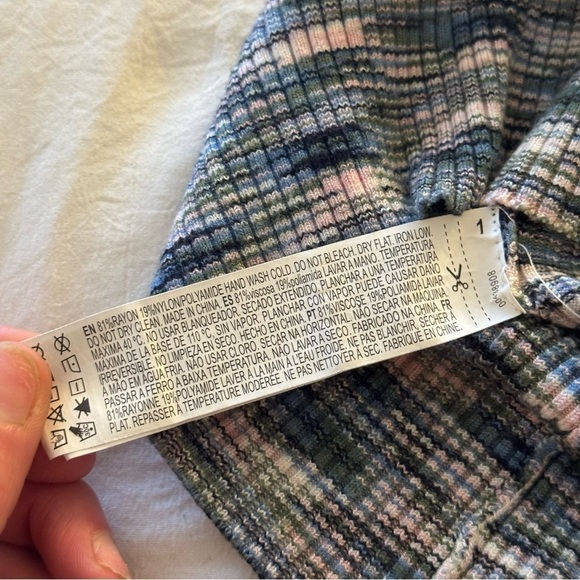 EN 81%RAYON 19%NYLON/POLYAMIDE HAND WASH COLD. DO NOT BLEACH. DRY FLAT. IRON LOW.
DO NOT DRY CLEAN. MADE IN CHINA. ES 81%viscosa 19%poliamida LAVAR A MANO. TEMPERATURA
MÁXIMA 40 °C. NO USAR BLANQUEADOR. SECADO EXTENDIDO. PLANCHAR A UNA TEMPERATURA
MÁXIMA DE LA BASE DE 110 °C SIN VAPOR. PLANCHAR CON VAPOR PUEDE CAUSAR DAÑO
IRREVERSIBLE. NO LIMPIEZA EN SECO HECHO EN CHINA. PT 81%VISCOSE 19%POLIAMIDA LAVAR
A MÃO EM ÁGUA FRIA. NÃO USAR CLORO. SECAR NA HORIZONTAL. NÃO SECAR NA MAQUINA.
PASSAR A FERRO A BAIXA TEMPERATURA. NÃO LAVAR A SECO. FABRICADO NA CHINA. FR
81%RAYONNE 19%POLYAMIDE LAVER À LA MAIN À L'EAU FROIDE. NE PAS BLANCHIR. SÉCHER À
PLAT. REPASSER À TEMPÉRATURE MODÉRÉE. NE PAS NETTOYER A SEC. FABRIQUÉ EN CHINE.
1